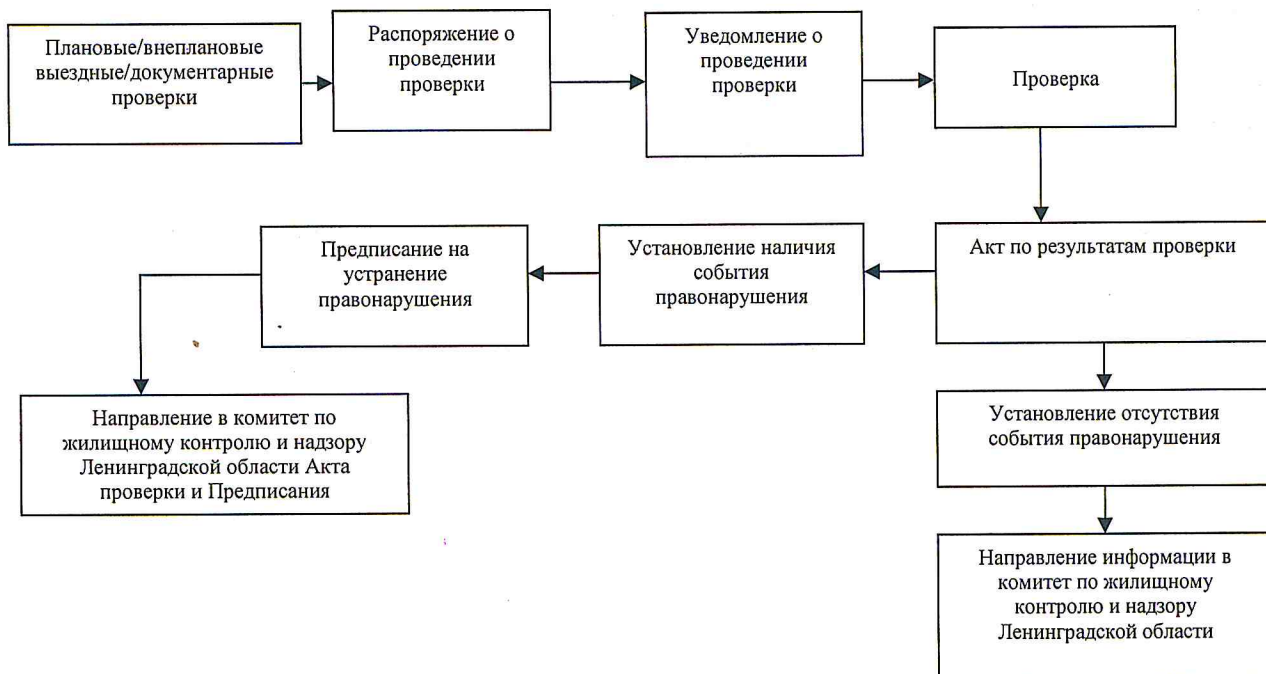 Плановые/внеплановые
выездные/документарные
проверки
Распоряжение о
проведении
проверки
Уведомление о
проведении
проверки
Проверка
Предписание на
устранение
правонарушения
Установление наличия
события
правонарушения
Акт по результатам проверки
Направление в комитет по
жилищному контролю и надзору
Ленинградской области Акта
проверки и Предписания
Установление отсутствия
события правонарушения
Направление информации в
комитет по жилищному
контролю и надзору
Ленинградской области